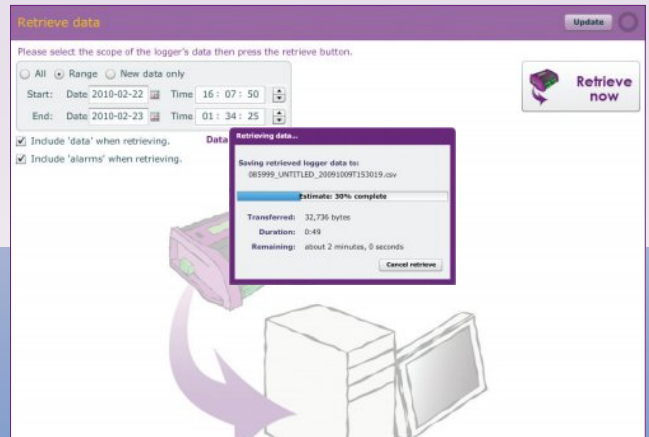 Retrieve data
Update
Please select the scope of the logger's data then press the retrieve button.
All Range New data only
Start: Date 2010-02-22 Time 16 : 07 : 50
End: Date 2010-02-23 Time 01 : 34 : 25
Retrieve
now
Include 'data' when retrieving. Data
Include 'alarms' when retrieving.
Retrieving data...
Saving retrieved logger data to:
085999_UNTITLED_20091009T153019.csv
Estimate: 30% complete
Transferred: 32,736 bytes
Duration: 0:49
Remaining: about 2 minutes, 0 seconds
Cancel retrieve